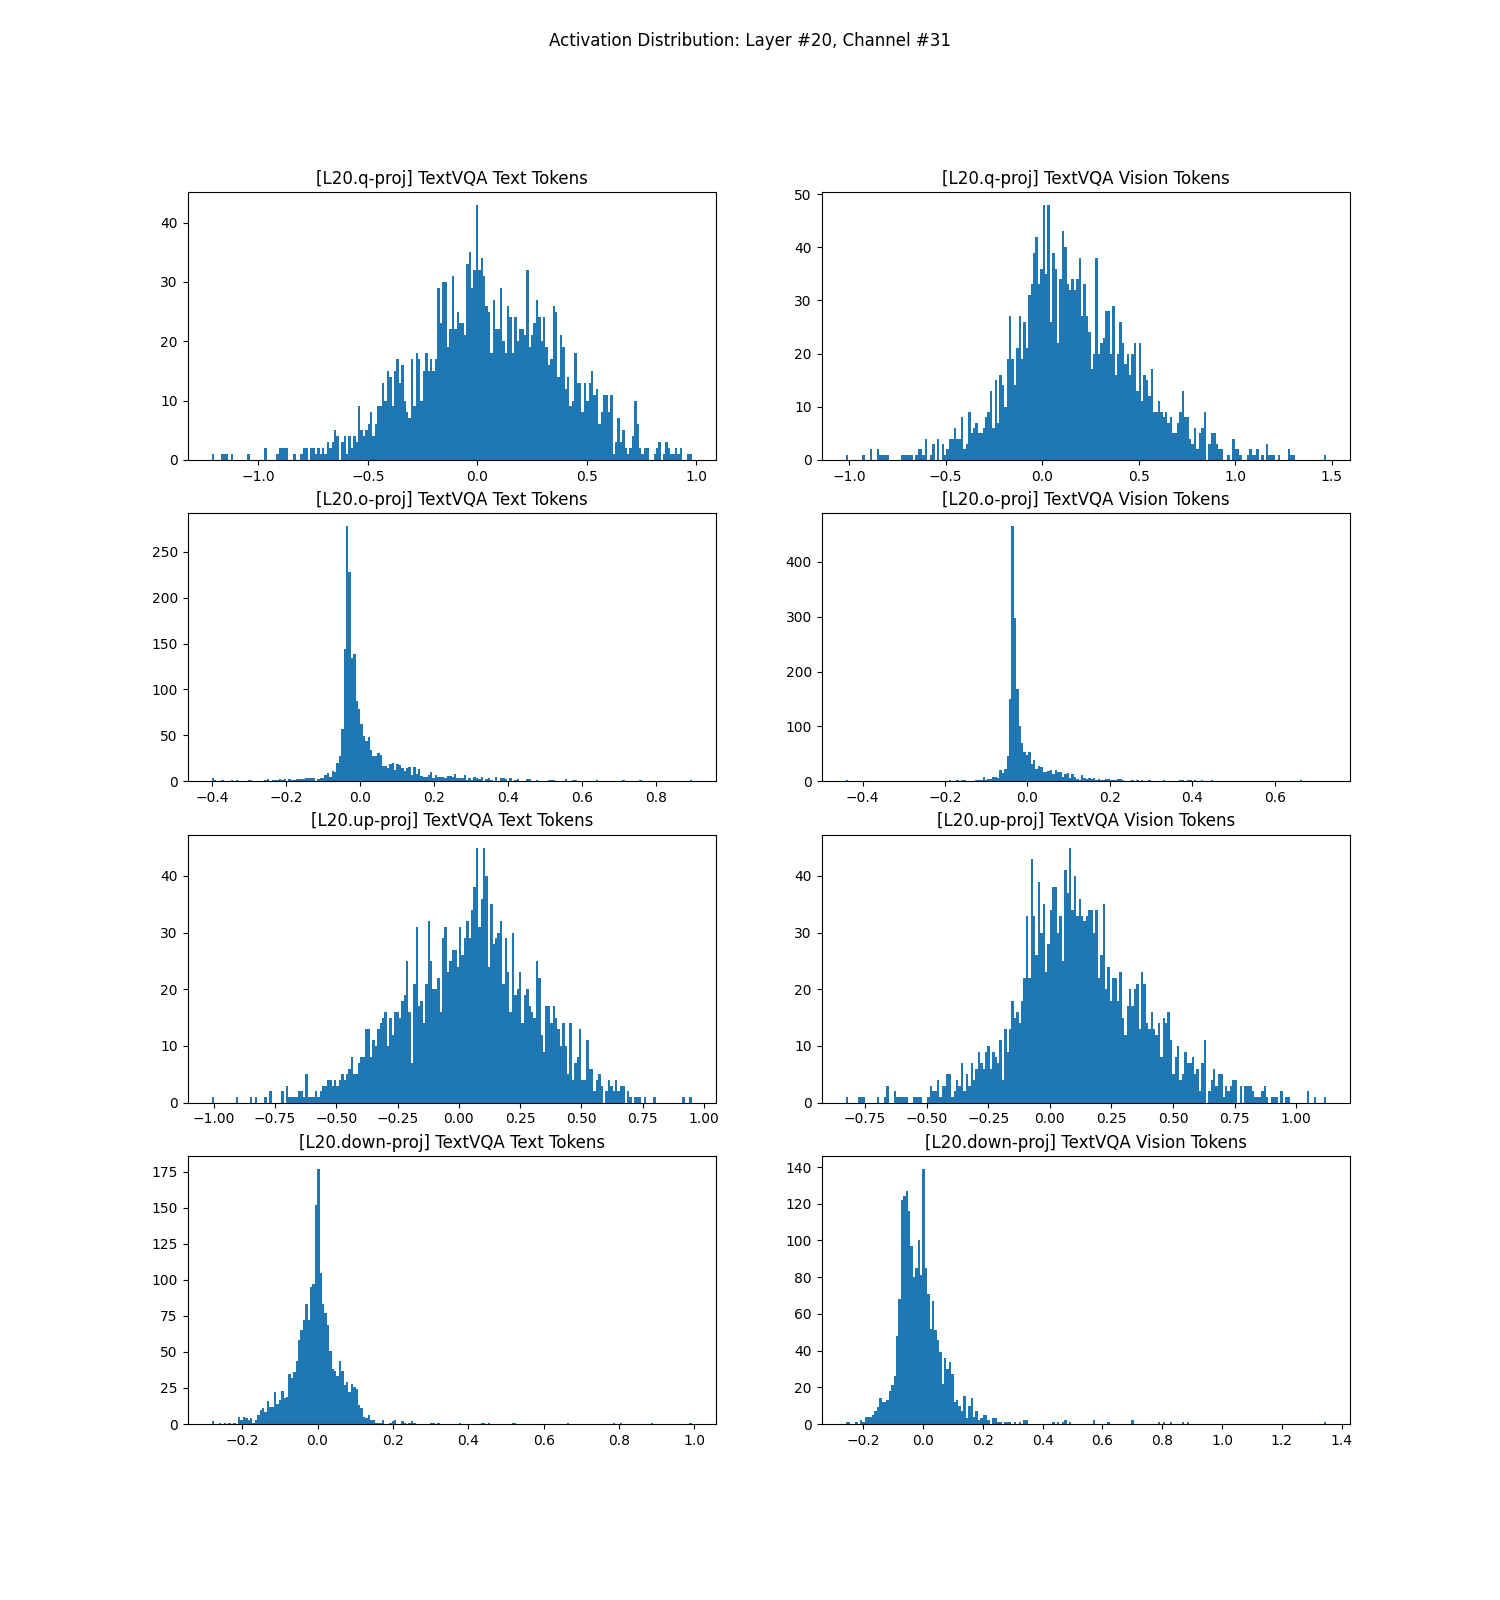 Activation Distribution: Layer #20, Channel #31
[L20.q-proj] TextVQA Text Tokens
40
30
20
10
0
−1.0 −0.5 0.0 0.5 1.0
[L20.q-proj] TextVQA Vision Tokens
50
40
30
20
10
0
−1.0 −0.5 0.0 0.5 1.0 1.5
[L20.o-proj] TextVQA Text Tokens
250
200
150
100
50
0
−0.4 −0.2 0.0 0.2 0.4 0.6 0.8
[L20.o-proj] TextVQA Vision Tokens
400
300
200
100
0
−0.4 −0.2 0.0 0.2 0.4 0.6
[L20.up-proj] TextVQA Text Tokens
40
30
20
10
0
−1.00 −0.75 −0.50 −0.25 0.00 0.25 0.50 0.75 1.00
[L20.up-proj] TextVQA Vision Tokens
40
30
20
10
0
−0.75 −0.50 −0.25 0.00 0.25 0.50 0.75 1.00
[L20.down-proj] TextVQA Text Tokens
175
150
125
100
75
50
25
0
−0.2 0.0 0.2 0.4 0.6 0.8 1.0
[L20.down-proj] TextVQA Vision Tokens
140
120
100
80
60
40
20
0
−0.2 0.0 0.2 0.4 0.6 0.8 1.0 1.2 1.4